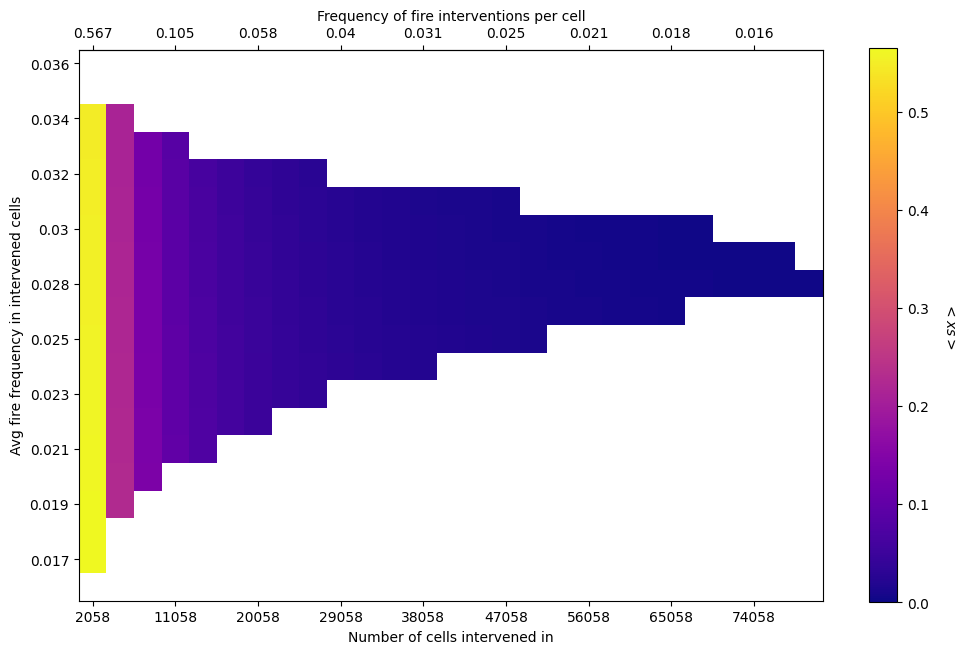 Frequency of fire interventions per cell
0.567 0.105 0.058 0.04 0.031 0.025 0.021 0.018 0.016
Avg fire frequency in intervened cells
0.036
0.034
0.032
0.03
0.028
0.025
0.023
0.021
0.019
0.017
2058 11058 20058 29058 38058 47058 56058 65058 74058
Number of cells intervened in
0.5
0.4
0.3
0.2
0.1
0.0
< sx >